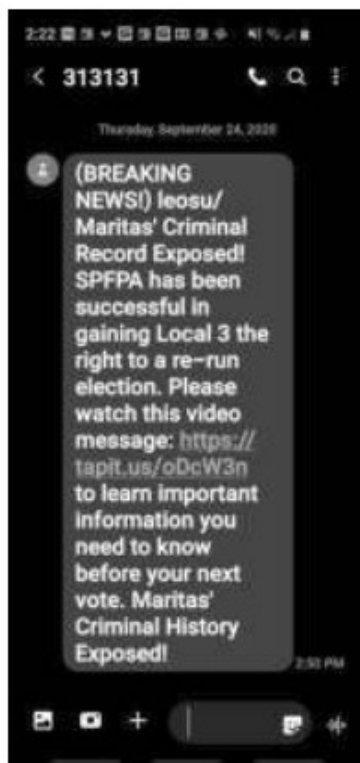 2:22
313131
Thursday, September 24, 2020
(BREAKING
NEWS!) leosu/
Maritas' Criminal
Record Exposed!
SPFPA has been
successful in
gaining Local 3 the
right to a re-run
election. Please
watch this video
message: https://
tapit.us/oDcW3n
to learn important
information you
need to know
before your next
vote. Maritas'
Criminal History
Exposed!
2:50 PM